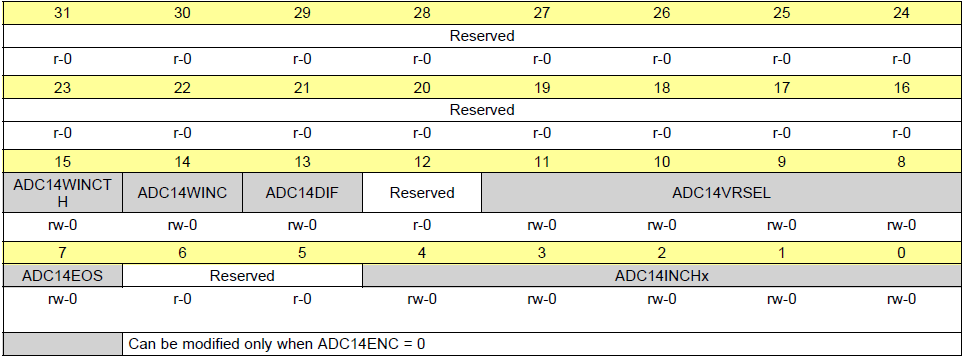 31 30 29 28 27 26 25 24
Reserved
r-0 r-0 r-0 r-0 r-0 r-0 r-0 r-0
23 22 21 20 19 18 17 16
Reserved
r-0 r-0 r-0 r-0 r-0 r-0 r-0 r-0
15 14 13 12 11 10 9 8
ADC14WINCT
H ADC14WINC ADC14DIF Reserved ADC14VRSEL
rw-0 rw-0 rw-0 r-0 rw-0 rw-0 rw-0 rw-0
7 6 5 4 3 2 1 0
ADC14EOS Reserved ADC14INCHx
rw-0 r-0 r-0 rw-0 rw-0 rw-0 rw-0 rw-0
Can be modified only when ADC14ENC = 0